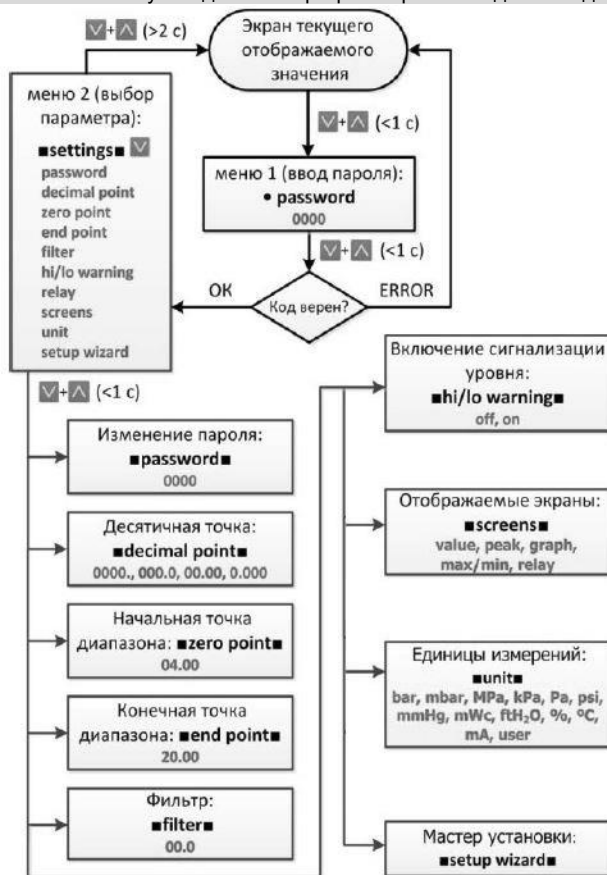 ∨+∧ (>2 с)
Экран текущего
отображаемого
значения
меню 2 (выбор
параметра):
■settings■ ∨
password
decimal point
zero point
end point
filter
hi/lo warning
relay
screens
unit
setup wizard
∨+∧ (<1 с)
меню 1 (ввод пароля):
• password
0000
∨+∧ (<1 с)
Код верен?
OK
ERROR
∨+∧ (<1 с)
Изменение пароля:
■password■
0000
Десятичная точка:
■decimal point■
0000., 000.0, 00.00, 0.000
Начальная точка
диапазона: ■zero point■
04.00
Конечная точка
диапазона: ■end point■
20.00
Фильтр:
■filter■
00.0
Включение сигнализации
уровня:
■hi/lo warning■
off, on
Отображаемые экраны:
■screens■
value, peak, graph,
max/min, relay
Единицы измерений:
■unit■
bar, mbar, MPa, kPa, Pa, psi,
mmHg, mWc, ftH₂O, %, °C,
mA, user
Мастер установки:
■setup wizard■